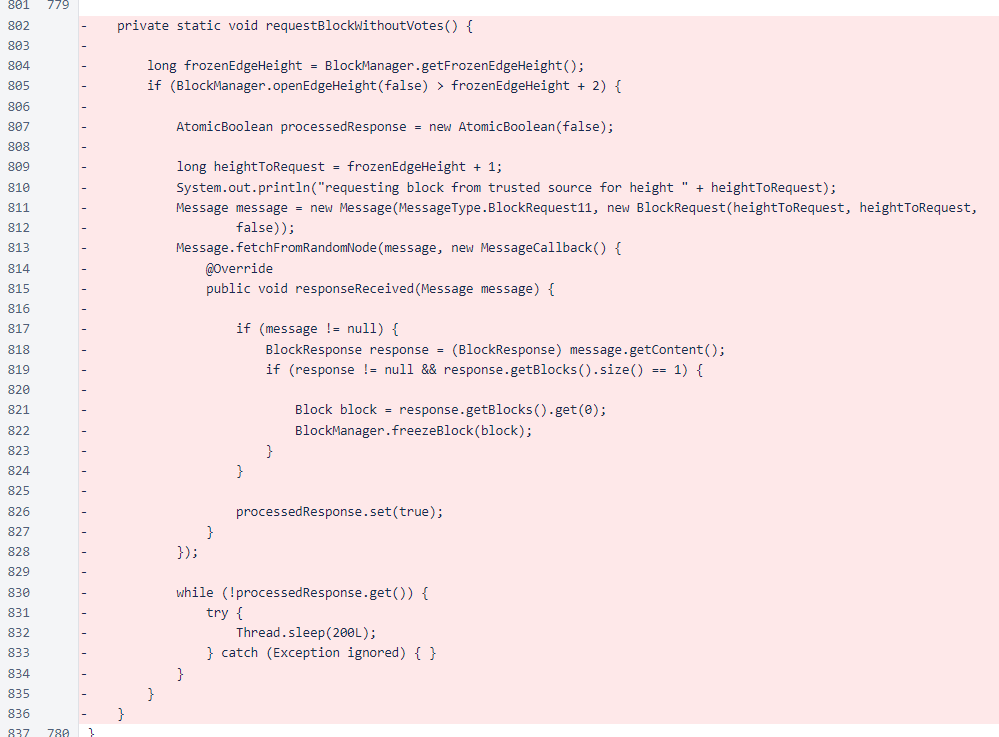 801 779
802 - private static void requestBlockWithoutVotes() {
803 -
804 - long frozenEdgeHeight = BlockManager.getFrozenEdgeHeight();
805 - if (BlockManager.openEdgeHeight(false) > frozenEdgeHeight + 2) {
806 -
807 - AtomicBoolean processedResponse = new AtomicBoolean(false);
808 -
809 - long heightToRequest = frozenEdgeHeight + 1;
810 - System.out.println("requesting block from trusted source for height " + heightToRequest);
811 - Message message = new Message(MessageType.BlockRequest11, new BlockRequest(heightToRequest, heightToRequest,
812 - false));
813 - Message.fetchFromRandomNode(message, new MessageCallback() {
814 - @Override
815 - public void responseReceived(Message message) {
816 -
817 - if (message != null) {
818 - BlockResponse response = (BlockResponse) message.getContent();
819 - if (response != null && response.getBlocks().size() == 1) {
820 -
821 - Block block = response.getBlocks().get(0);
822 - BlockManager.freezeBlock(block);
823 - }
824 - }
825 -
826 - processedResponse.set(true);
827 - }
828 - });
829 -
830 - while (!processedResponse.get()) {
831 - try {
832 - Thread.sleep(200L);
833 - } catch (Exception ignored) { }
834 - }
835 - }
836 - }
837 780 }